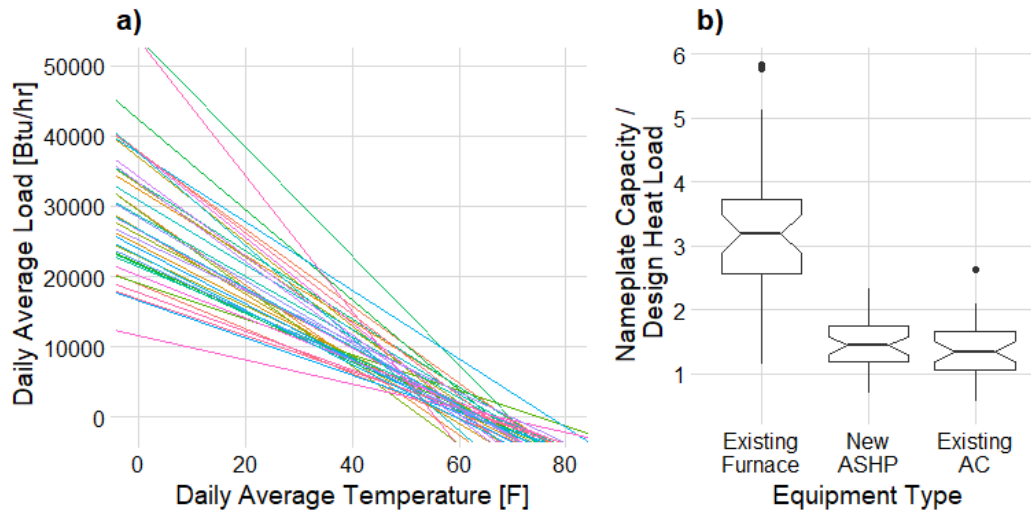 a)
Daily Average Load [Btu/hr]
50000
40000
30000
20000
10000
0
0 20 40 60 80
Daily Average Temperature [F]
b)
Nameplate Capacity /
Design Heat Load
6
5
4
3
2
1
Existing New Existing
Furnace ASHP AC
Equipment Type